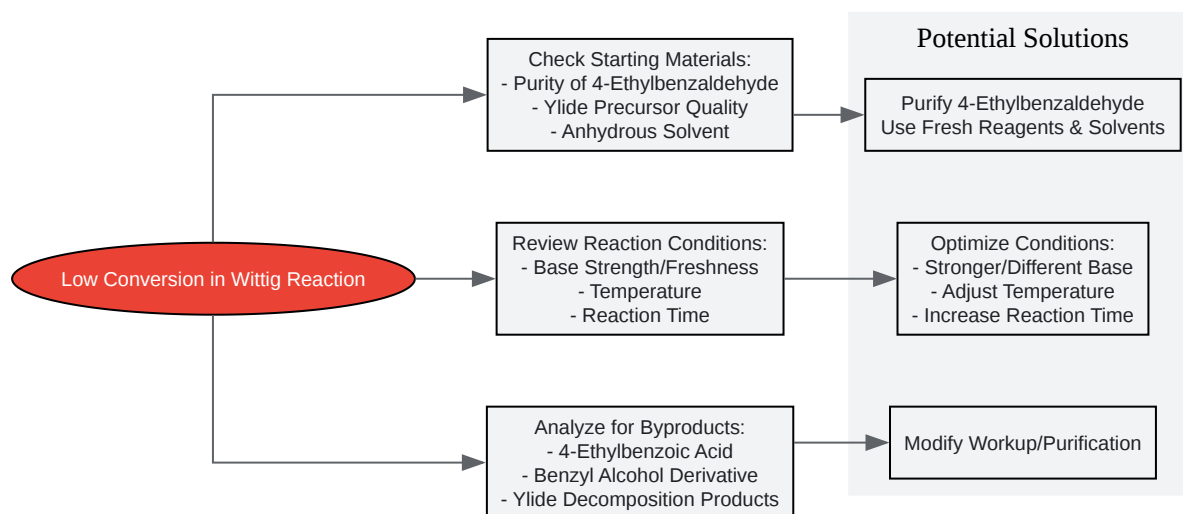 Potential Solutions
Check Starting Materials:
- Purity of 4-Ethylbenzaldehyde
- Ylide Precursor Quality
- Anhydrous Solvent
Purify 4-Ethylbenzaldehyde
Use Fresh Reagents & Solvents
Low Conversion in Wittig Reaction
Review Reaction Conditions:
- Base Strength/Freshness
- Temperature
- Reaction Time
Optimize Conditions:
- Stronger/Different Base
- Adjust Temperature
- Increase Reaction Time
Analyze for Byproducts:
- 4-Ethylbenzoic Acid
- Benzyl Alcohol Derivative
- Ylide Decomposition Products
Modify Workup/Purification